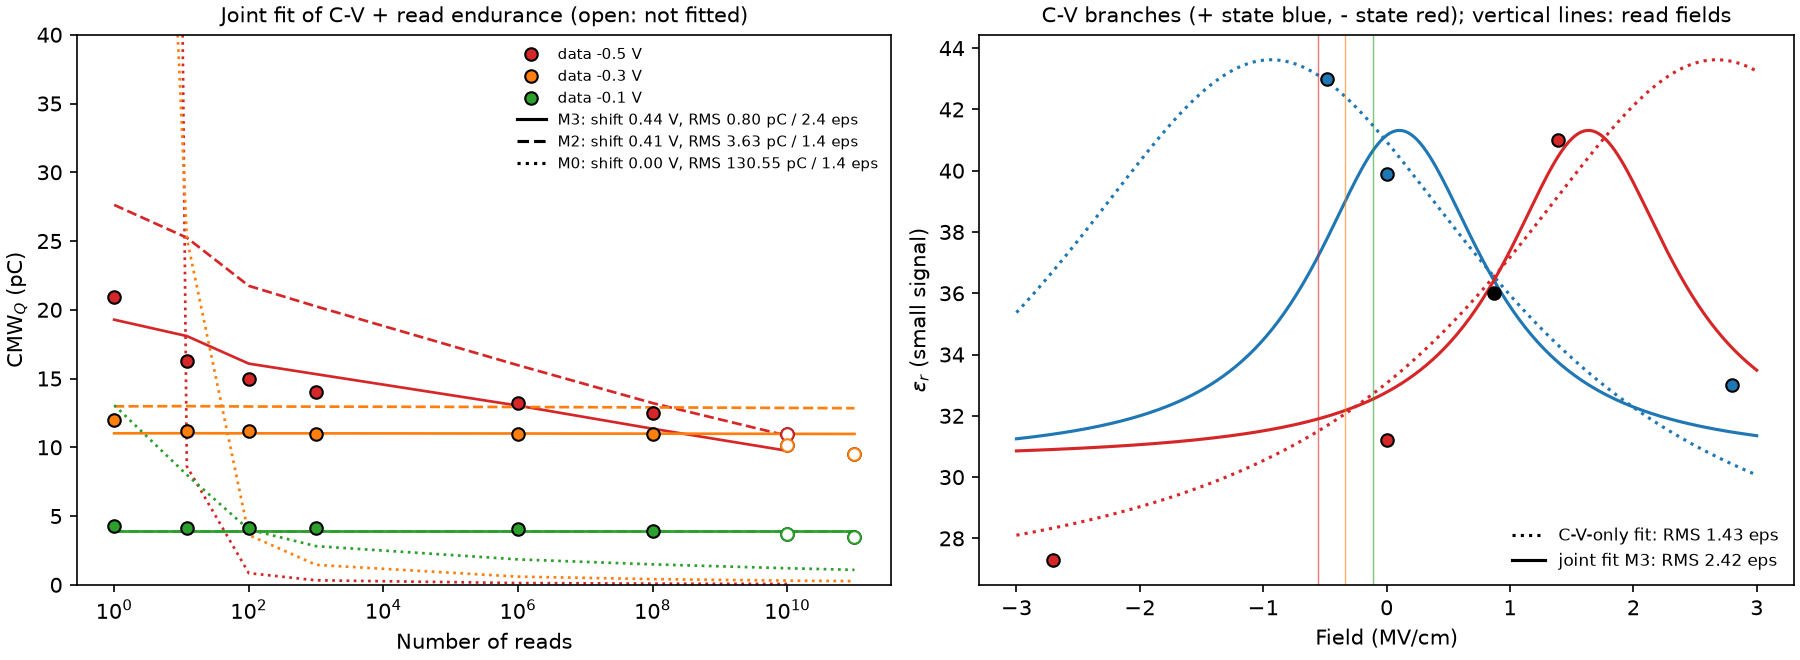 Joint fit of C-V + read endurance (open: not fitted)
CMW_Q (pC)
40
35
30
25
20
15
10
5
0
data -0.5 V
data -0.3 V
data -0.1 V
M3: shift 0.44 V, RMS 0.80 pC / 2.4 eps
M2: shift 0.41 V, RMS 3.63 pC / 1.4 eps
M0: shift 0.00 V, RMS 130.55 pC / 1.4 eps
10^0 10^2 10^4 10^6 10^8 10^10
Number of reads
C-V branches (+ state blue, - state red); vertical lines: read fields
ε_r (small signal)
44
42
40
38
36
34
32
30
28
C-V-only fit: RMS 1.43 eps
joint fit M3: RMS 2.42 eps
−3 −2 −1 0 1 2 3
Field (MV/cm)